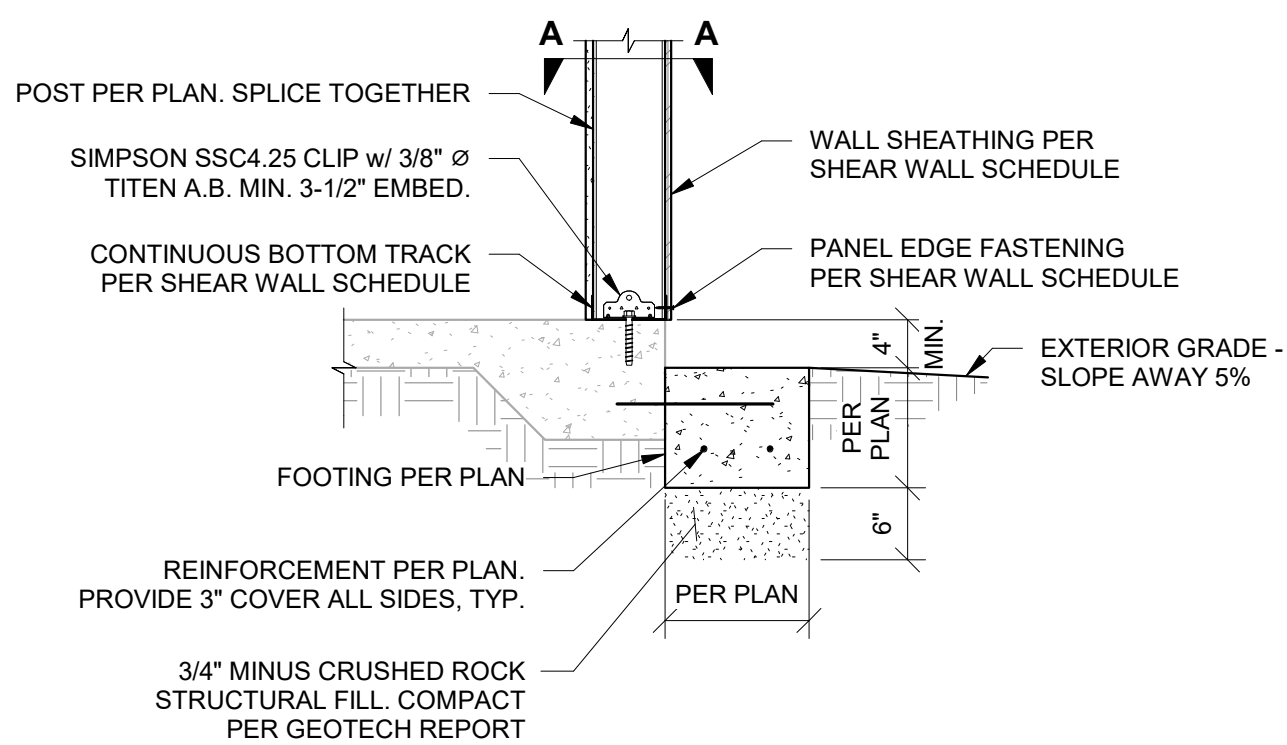 A A
POST PER PLAN. SPLICE TOGETHER
SIMPSON SSC4.25 CLIP w/ 3/8" Ø
TITEN A.B. MIN. 3-1/2" EMBED.
CONTINUOUS BOTTOM TRACK
PER SHEAR WALL SCHEDULE
WALL SHEATHING PER
SHEAR WALL SCHEDULE
PANEL EDGE FASTENING
PER SHEAR WALL SCHEDULE
4"
MIN.
EXTERIOR GRADE -
SLOPE AWAY 5%
PER
PLAN
6"
FOOTING PER PLAN
REINFORCEMENT PER PLAN.
PROVIDE 3" COVER ALL SIDES, TYP.
PER PLAN
3/4" MINUS CRUSHED ROCK
STRUCTURAL FILL. COMPACT
PER GEOTECH REPORT